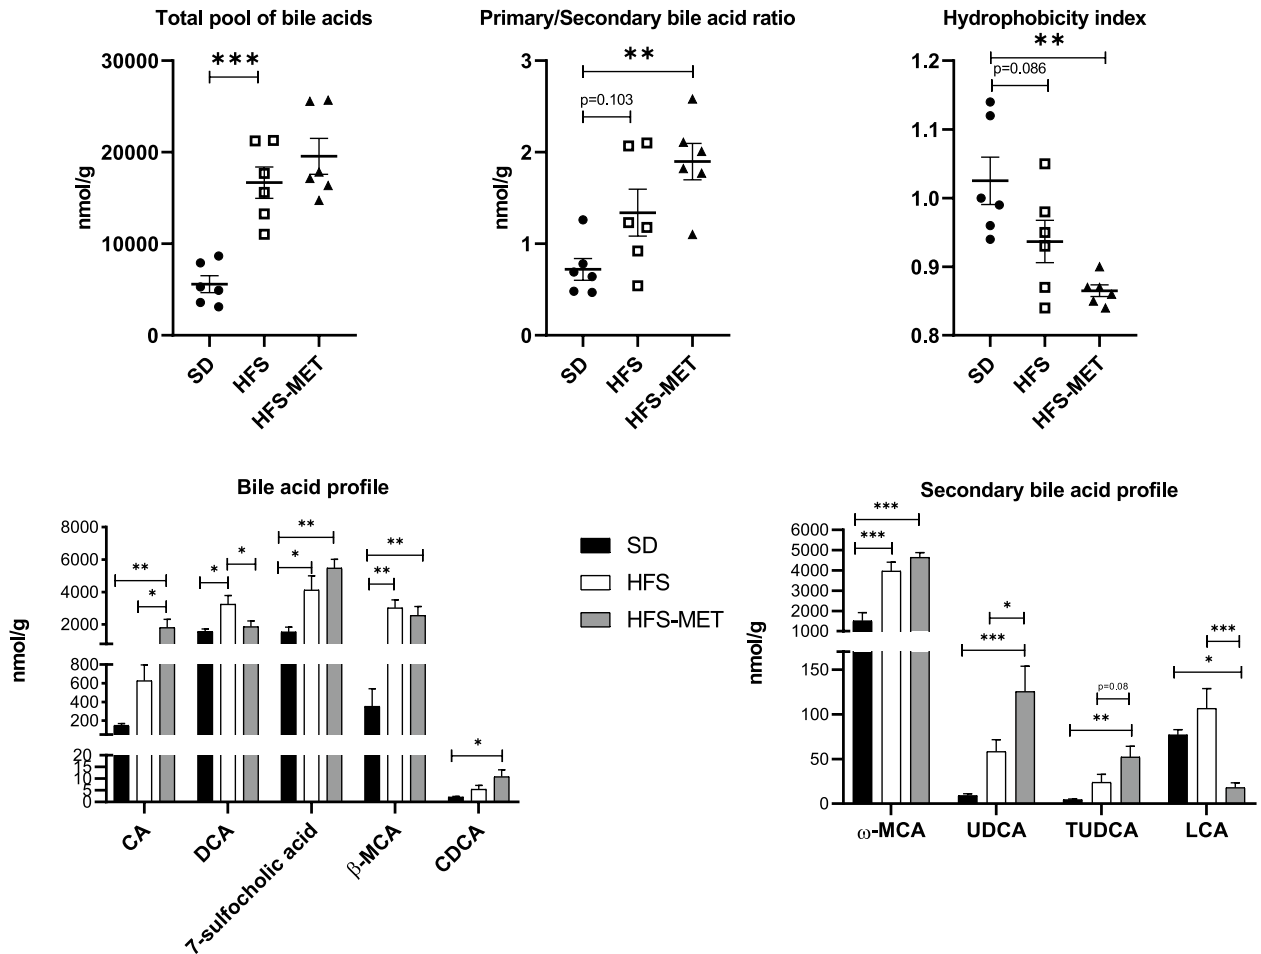 Total pool of bile acids
nmol/g
30000
20000
10000
0
***
SD
HFS
HFS-MET
Primary/Secondary bile acid ratio
nmol/g
3
2
1
0
**
p=0.103
SD
HFS
HFS-MET
Hydrophobicity index
1.2
1.1
1.0
0.9
0.8
**
p=0.086
SD
HFS
HFS-MET
Bile acid profile
nmol/g
8000
6000
4000
2000
800
600
400
200
20
15
10
5
0
**
*
*
*
**
*
**
**
*
CA
DCA
7-sulfocholic acid
β-MCA
CDCA
SD
HFS
HFS-MET
Secondary bile acid profile
nmol/g
6000
5000
4000
3000
2000
1000
150
100
50
0
***
***
*
***
p=0.08
**
***
*
ω-MCA
UDCA
TUDCA
LCA